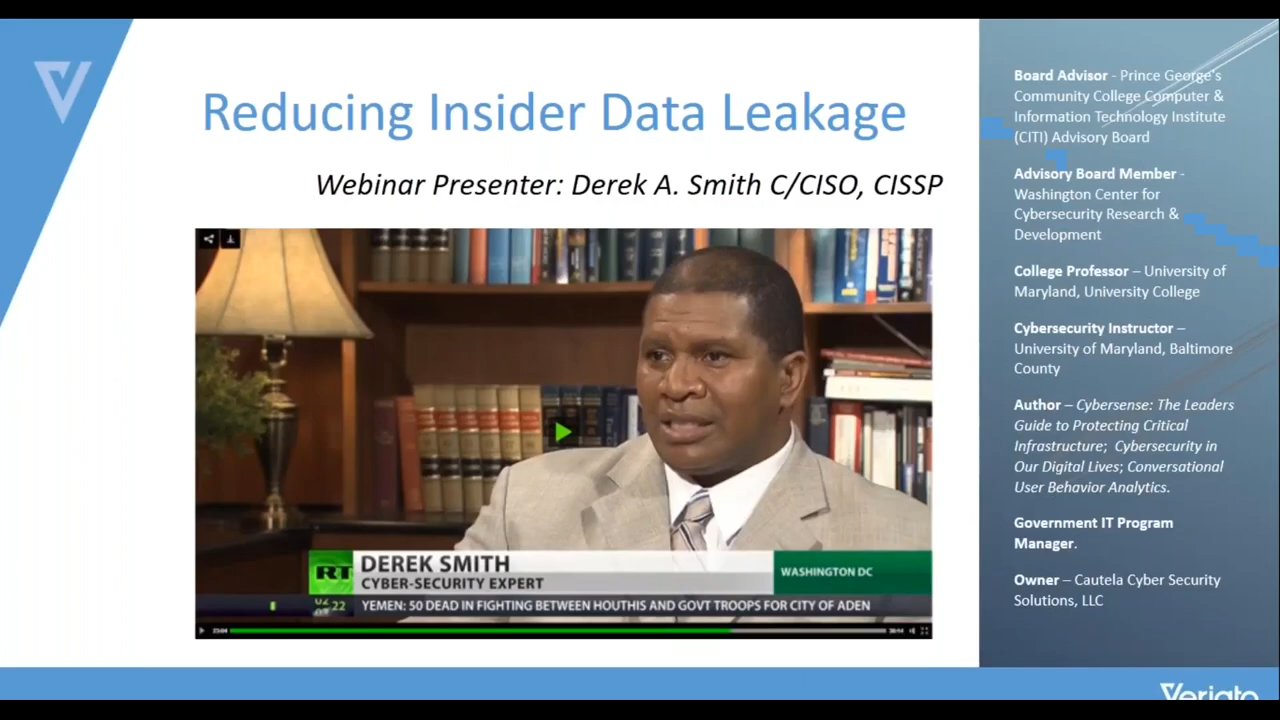 Reducing Insider Data Leakage
Webinar Presenter: Derek A. Smith C/CISO, CISSP
RT
DEREK SMITH
CYBER-SECURITY EXPERT
WASHINGTON DC
22
YEMEN: 50 DEAD IN FIGHTING BETWEEN HOUTHIS AND GOVT TROOPS FOR CITY OF ADEN
Board Advisor - Prince George's
Community College Computer &
Information Technology Institute
(CITI) Advisory Board
Advisory Board Member -
Washington Center for
Cybersecurity Research &
Development
College Professor – University of
Maryland, University College
Cybersecurity Instructor –
University of Maryland, Baltimore
County
Author – Cybersense: The Leaders
Guide to Protecting Critical
Infrastructure; Cybersecurity in
Our Digital Lives; Conversational
User Behavior Analytics.
Government IT Program
Manager.
Owner – Cautela Cyber Security
Solutions, LLC
Veriato